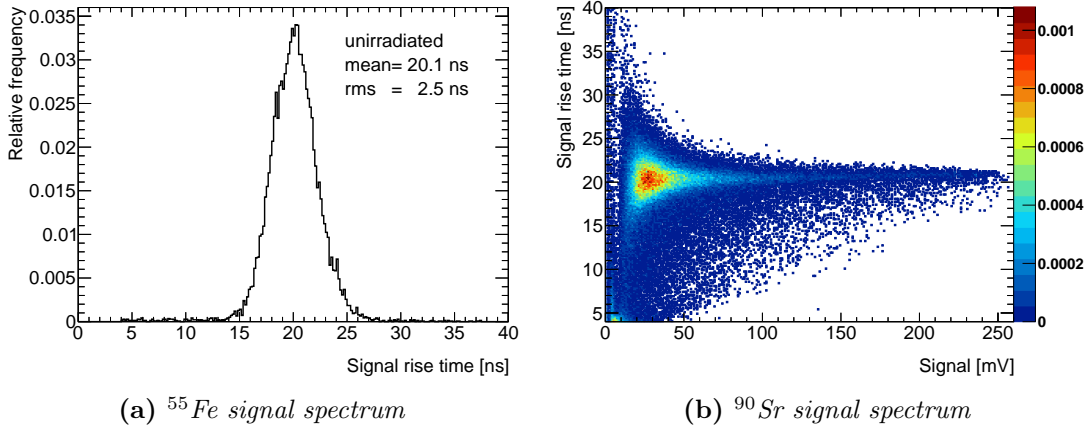 Relative frequency
0.035
0.03
0.025
0.02
0.015
0.01
0.005
0
0 5 10 15 20 25 30 35 40
Signal rise time [ns]
unirradiated
mean= 20.1 ns
rms = 2.5 ns
(a) ⁵⁵Fe signal spectrum
Signal rise time [ns]
40
35
30
25
20
15
10
5
0 50 100 150 200 250
Signal [mV]
0.001
0.0008
0.0006
0.0004
0.0002
0
(b) ⁹⁰Sr signal spectrum